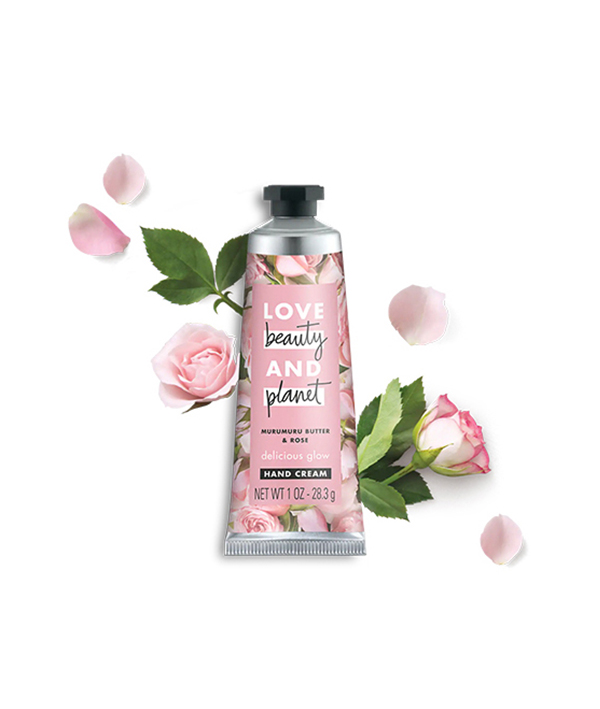 LOVE
beauty
AND
planet
MURUMURU BUTTER
& ROSE
delicious glow
HAND CREAM
NET WT 1 OZ - 28.3 g